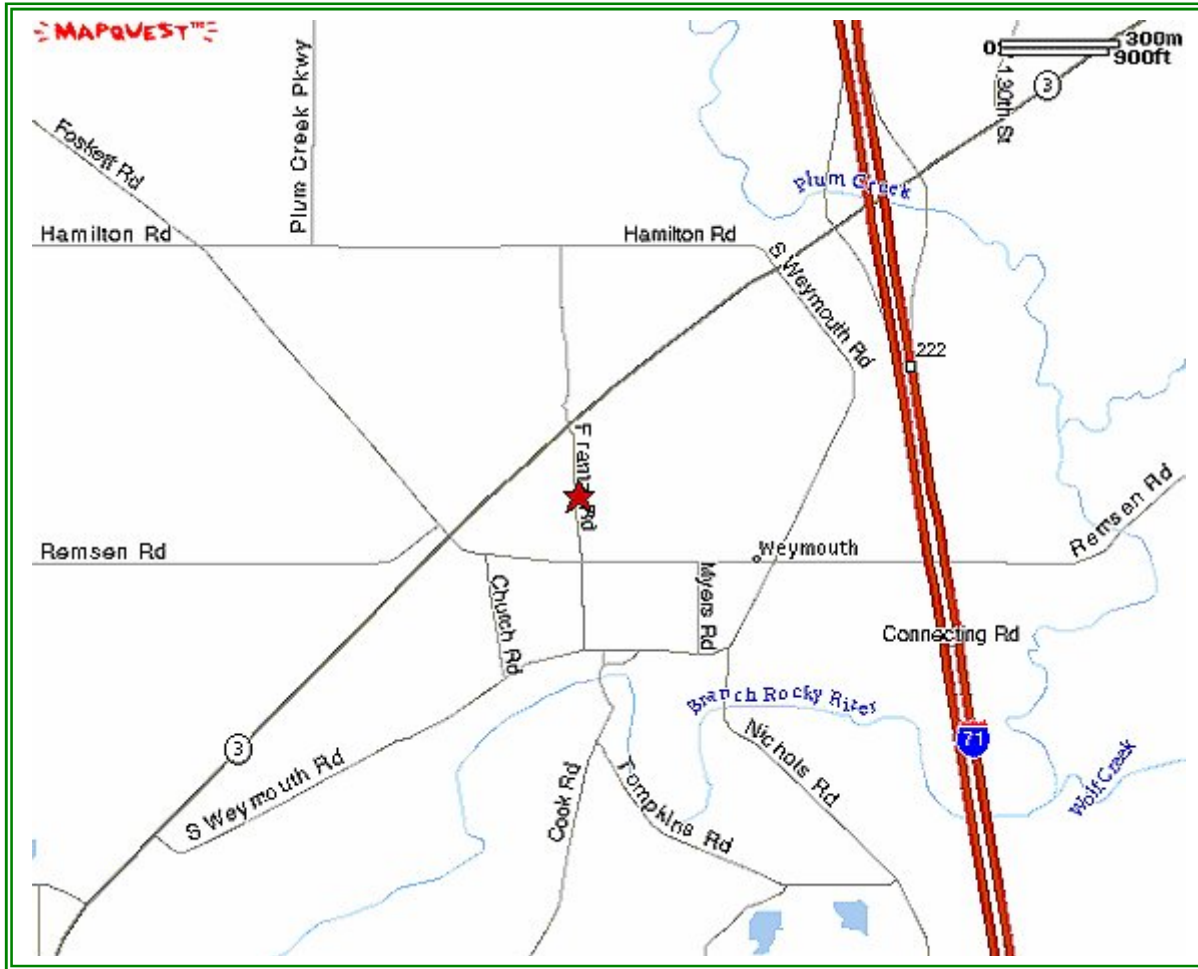 MAPQUEST™
0 300m
900ft
3
130th St
Plum Creek Pkwy
Foskett Rd
Plum Creek
Hamilton Rd
Hamilton Rd
S Weymouth Rd
222
Rd
Remsen Rd
Weymouth
Remsen Rd
Church Rd
Myers Rd
Connecting Rd
Branch Rocky River
71
Nichols Rd
3
Wolf Creek
S Weymouth Rd
Cook Rd
Tompkins Rd